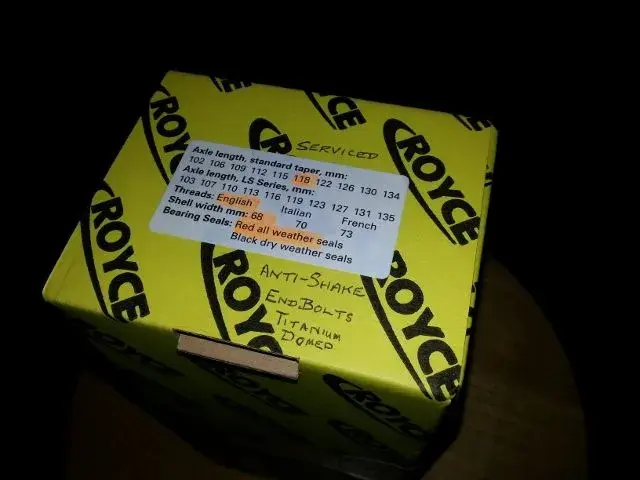 ROYCE
SERVICED
Axle length, standard taper, mm:
102 106 109 112 115 118 122 126 130 134
Axle length, LS Series, mm:
103 107 110 113 116 119 123 127 131 135
Threads: English Italian French
Shell width mm: 68 70 73
Bearing Seals: Red all weather seals
Black dry weather seals
ANTI-SHAKE
END BOLTS
TITANIUM
DOMED
ROYCE
ROYCE
ROYCE
ROYCE
ROYCE
ROYCE
ROYCE